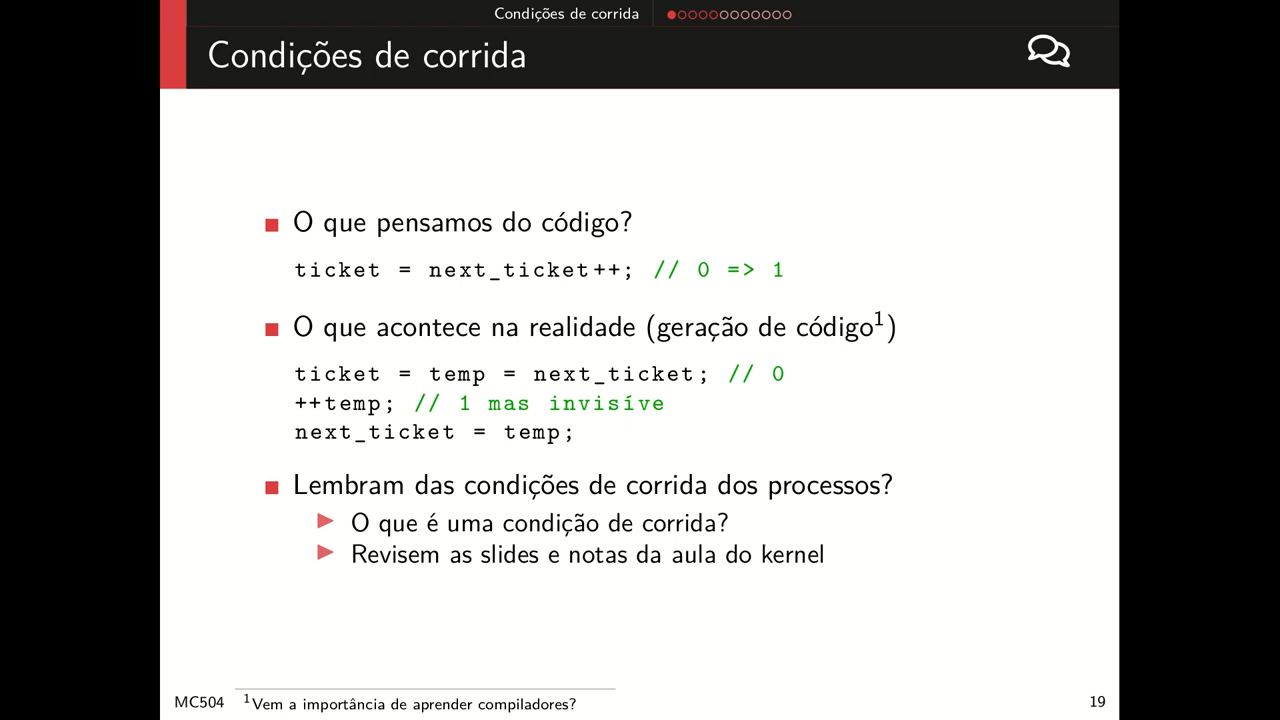 Condições de corrida
Condições de corrida
O que pensamos do código?
ticket = next_ticket++; // 0 => 1
O que acontece na realidade (geração de código1)
ticket = temp = next_ticket; // 0
++temp; // 1 mas invisíve
next_ticket = temp;
Lembram das condições de corrida dos processos?
O que é uma condição de corrida?
Revisem as slides e notas da aula do kernel
MC504
1Vem a importância de aprender compiladores?
19